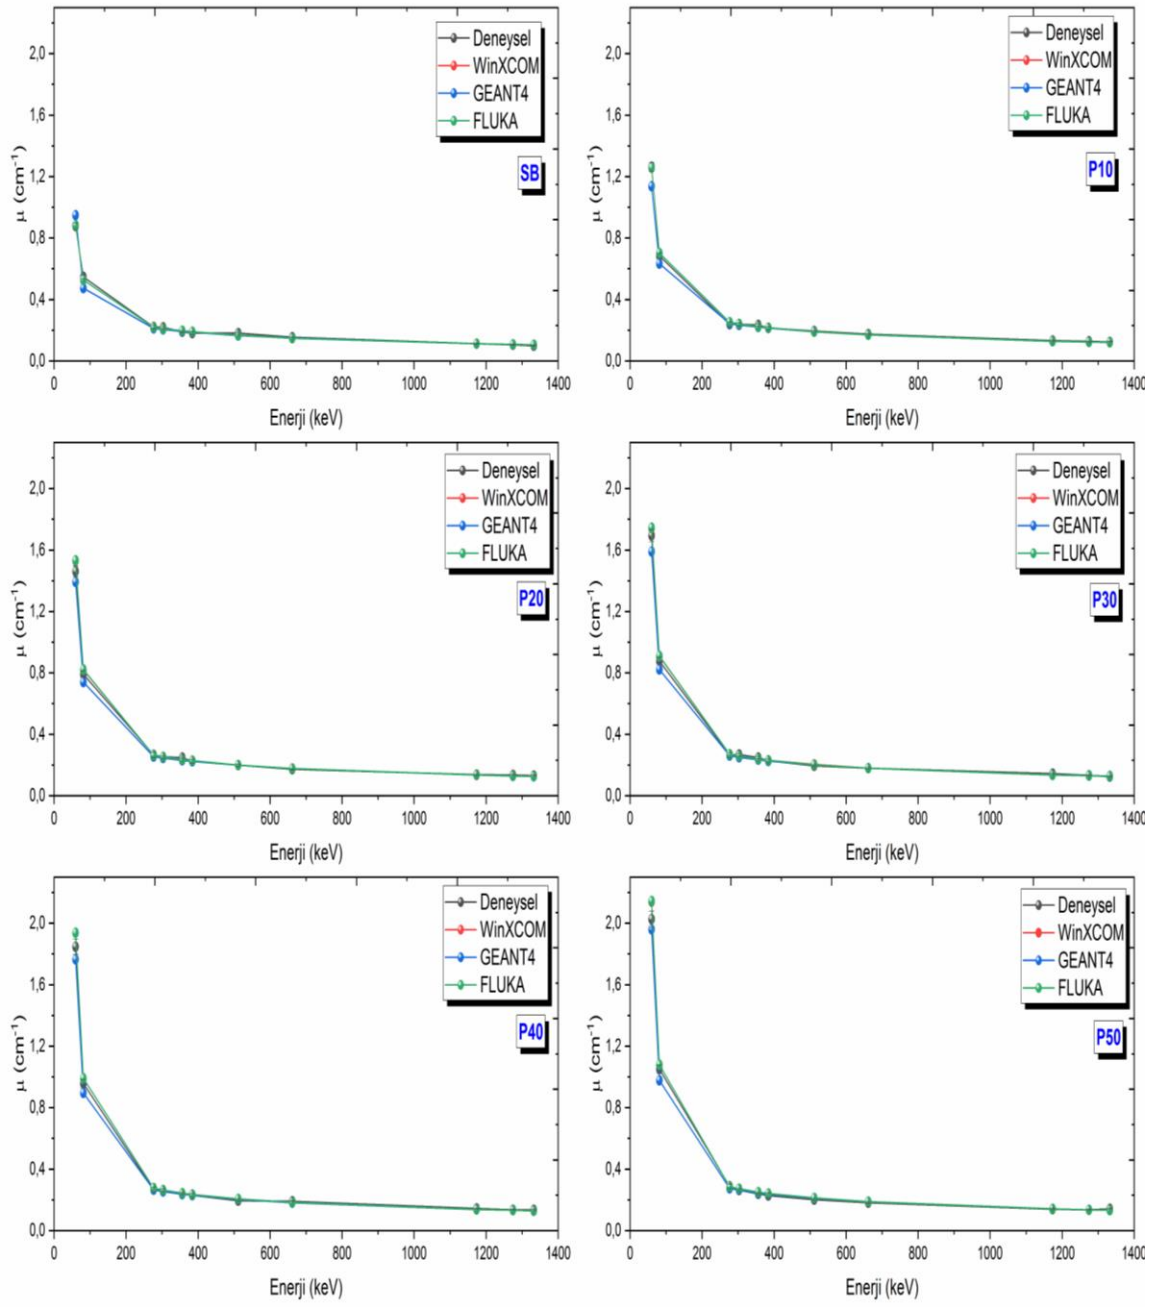 2,0
1,6
1,2
0,8
0,4
0,0
μ (cm⁻¹)
Deneysel
WinXCOM
GEANT4
FLUKA
SB
0 200 400 600 800 1000 1200 1400
Enerji (keV)
2,0
1,6
1,2
0,8
0,4
0,0
μ (cm⁻¹)
Deneysel
WinXCOM
GEANT4
FLUKA
P10
0 200 400 600 800 1000 1200 1400
Enerji (keV)
2,0
1,6
1,2
0,8
0,4
0,0
μ (cm⁻¹)
Deneysel
WinXCOM
GEANT4
FLUKA
P20
0 200 400 600 800 1000 1200 1400
Enerji (keV)
2,0
1,6
1,2
0,8
0,4
0,0
μ (cm⁻¹)
Deneysel
WinXCOM
GEANT4
FLUKA
P30
0 200 400 600 800 1000 1200 1400
Enerji (keV)
2,0
1,6
1,2
0,8
0,4
0,0
μ (cm⁻¹)
Deneysel
WinXCOM
GEANT4
FLUKA
P40
0 200 400 600 800 1000 1200 1400
Enerji (keV)
2,0
1,6
1,2
0,8
0,4
0,0
μ (cm⁻¹)
Deneysel
WinXCOM
GEANT4
FLUKA
P50
0 200 400 600 800 1000 1200 1400
Enerji (keV)